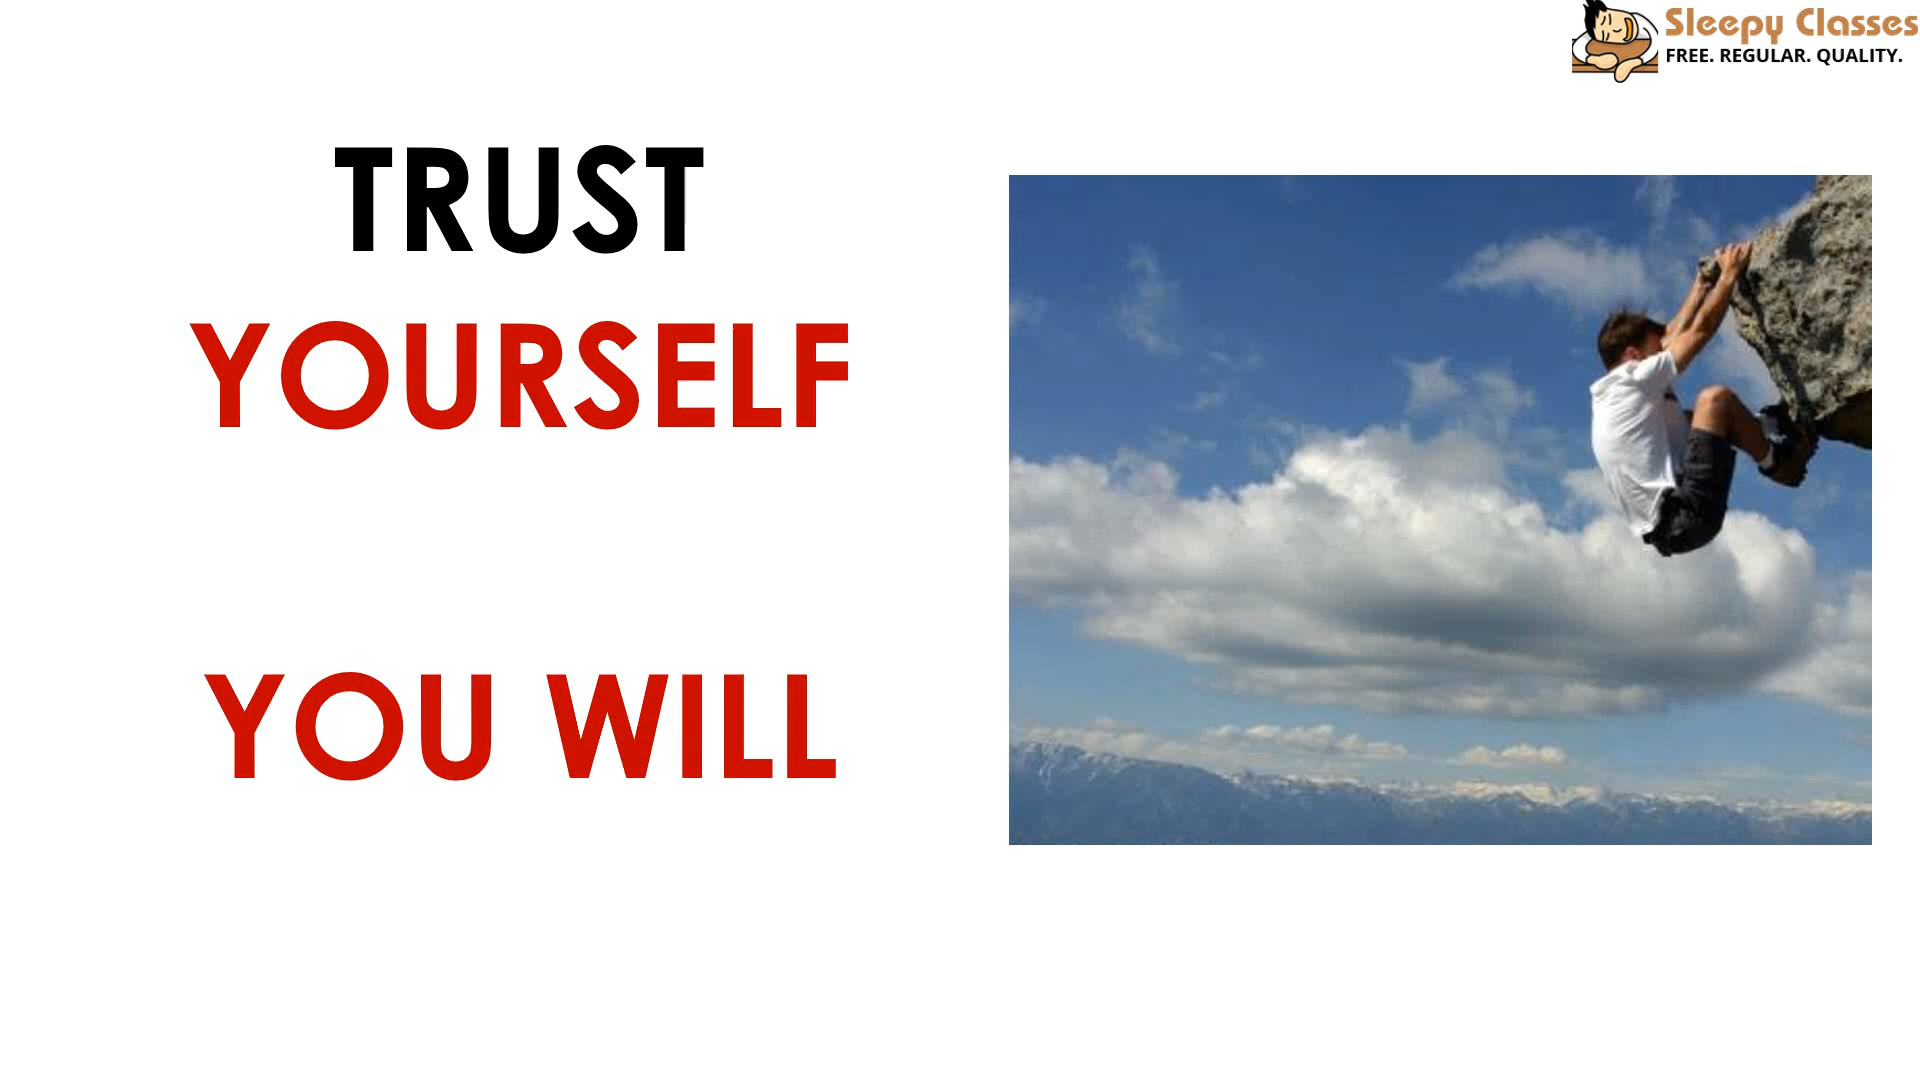 Sleepy Classes
FREE. REGULAR. QUALITY.
TRUST
YOURSELF
YOU WILL